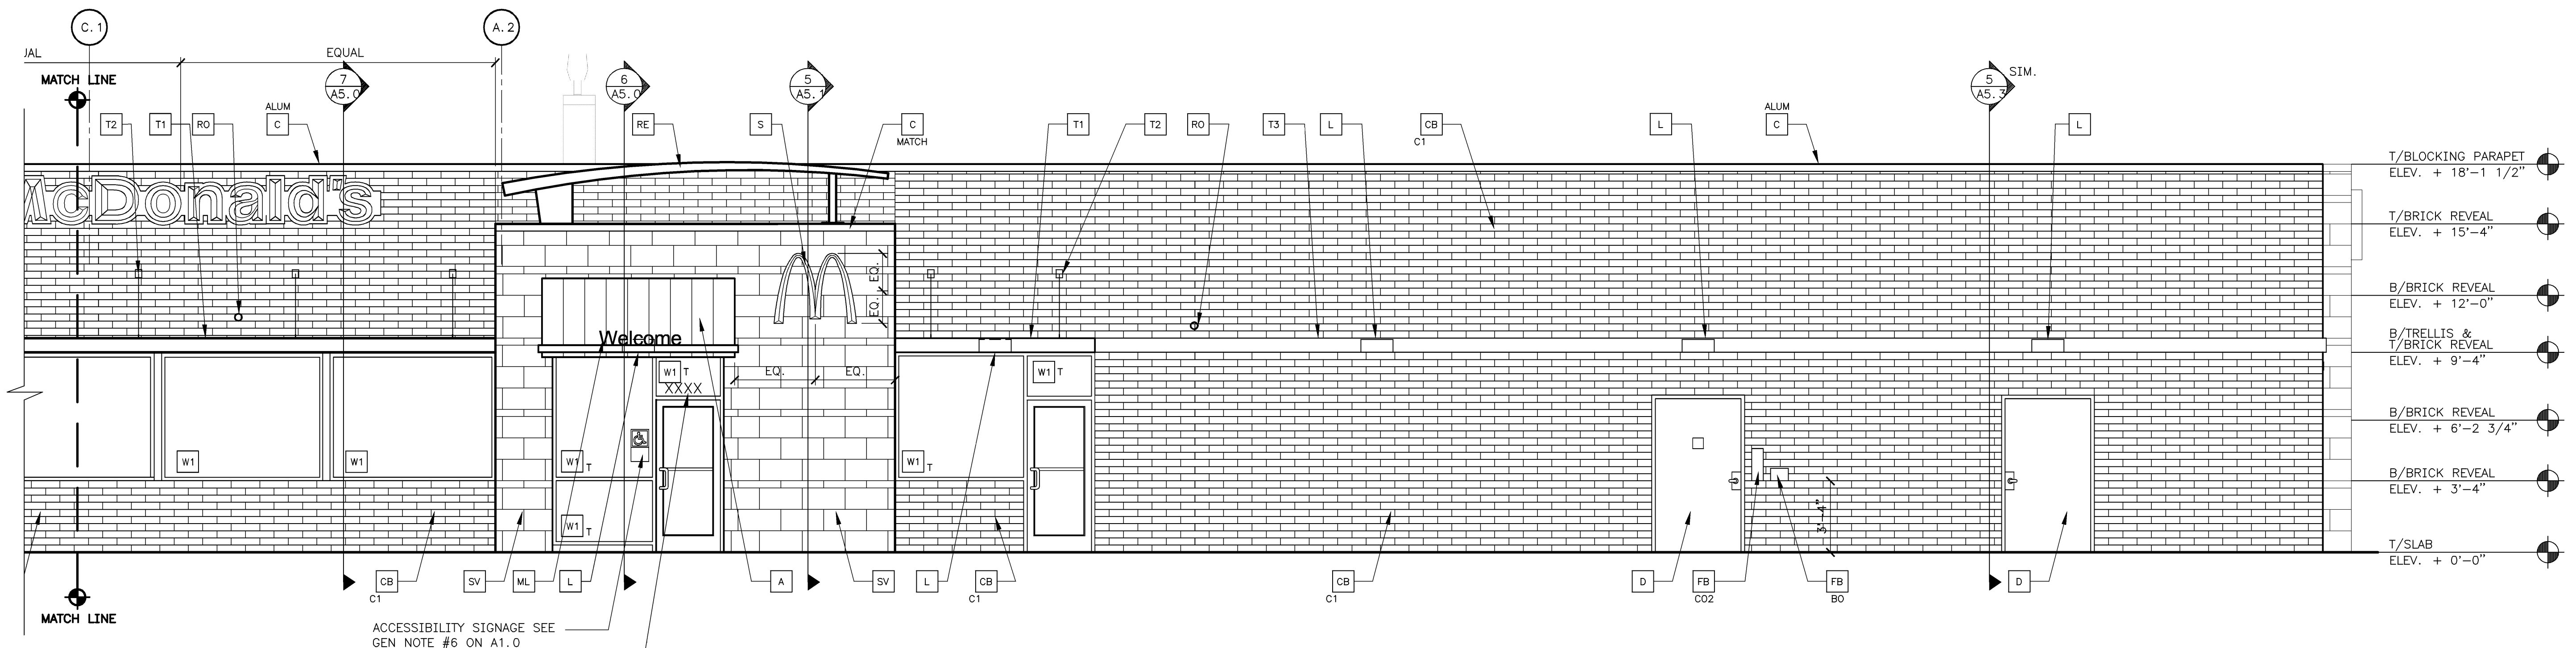 C.1
A.2
JAL
EQUAL
MATCH LINE
7
A5.0
6
A5.0
5
A5.1
5
A5.3
SIM.
T2
T1
RO
ALUM
C
RE
S
C
MATCH
T1
T2
RO
T3
L
CB
C1
L
ALUM
C
L
T/BLOCKING PARAPET
ELEV. + 18'-1 1/2"
McDonald's
T/BRICK REVEAL
ELEV. + 15'-4"
EQ.
EQ.
B/BRICK REVEAL
ELEV. + 12'-0"
Welcome
B/TRELLIS &
T/BRICK REVEAL
ELEV. + 9'-4"
EQ.
EQ.
W1 T
XXXX
W1 T
B/BRICK REVEAL
ELEV. + 6'-2 3/4"
W1
W1
W1 T
W1 T
B/BRICK REVEAL
ELEV. + 3'-4"
W1 T
3'-4"
T/SLAB
ELEV. + 0'-0"
CB
C1
SV
ML
L
A
SV
L
CB
C1
CB
C1
D
FB
CO2
FB
BO
D
MATCH LINE
ACCESSIBILITY SIGNAGE SEE
GEN NOTE #6 ON A1.0